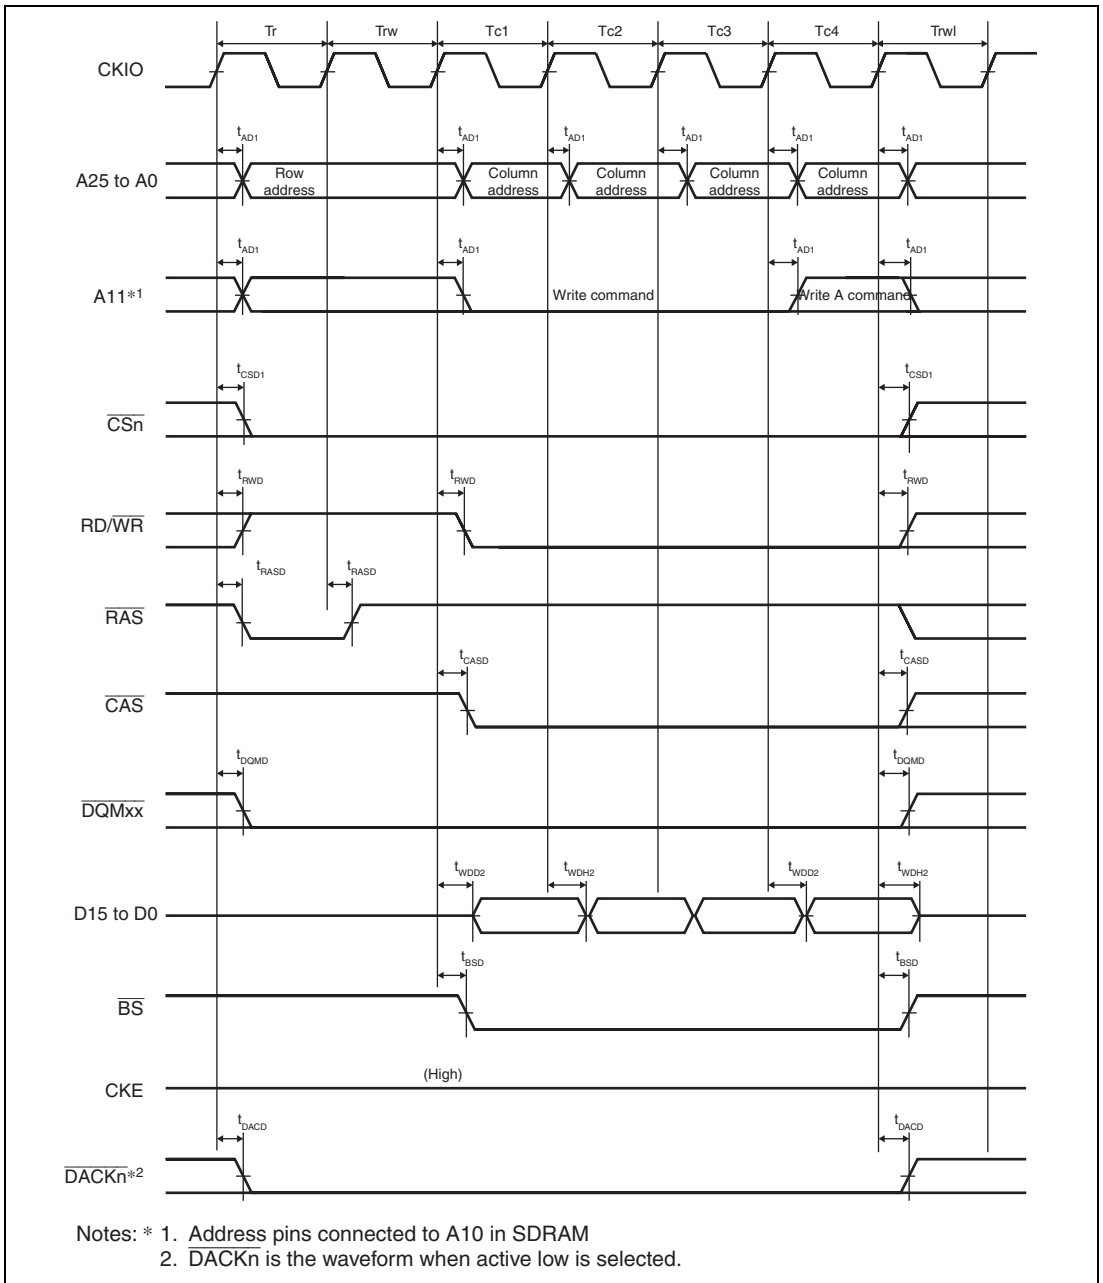 Tr Trw Tc1 Tc2 Tc3 Tc4 Trwl
CKIO
tAD1 tAD1 tAD1 tAD1 tAD1 tAD1
A25 to A0
Row address
Column address
Column address
Column address
Column address
tAD1 tAD1 tAD1 tAD1
A11*1
Write command
Write A command
tCSD1 tCSD1
CSn
tRWD tRWD tRWD
RD/WR
tRASD tRASD
RAS
tCASD tCASD
CAS
tDQMD tDQMD
DQMxx
tWDD2 tWDH2 tWDD2 tWDH2
D15 to D0
tBSD tBSD
BS
(High)
CKE
tDACD tDACD
DACKn*2
Notes: * 1. Address pins connected to A10 in SDRAM
2. DACKn is the waveform when active low is selected.